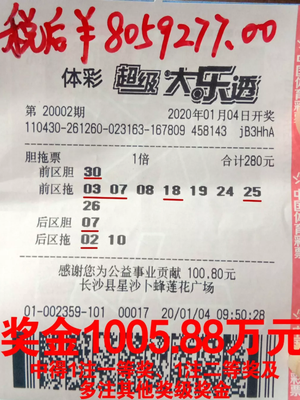 税后￥8059277.00
体彩 超级大乐透
第 20002期 2020年01月04日开奖
110430-261260-023163-167809 458143 jB3HhA
胆拖票 1倍 合计280元
前区胆 30
前区拖 03 07 08 18 19 24 25
26
后区胆 07
后区拖 02 10
感谢您为公益事业贡献 100.80元
长沙县星沙卜蜂莲花广场
01-002359-101 00017 20/01/04 09:50:28
奖金1005.88万元
中得1注一等奖、1注二等奖及
多注其他奖级奖金